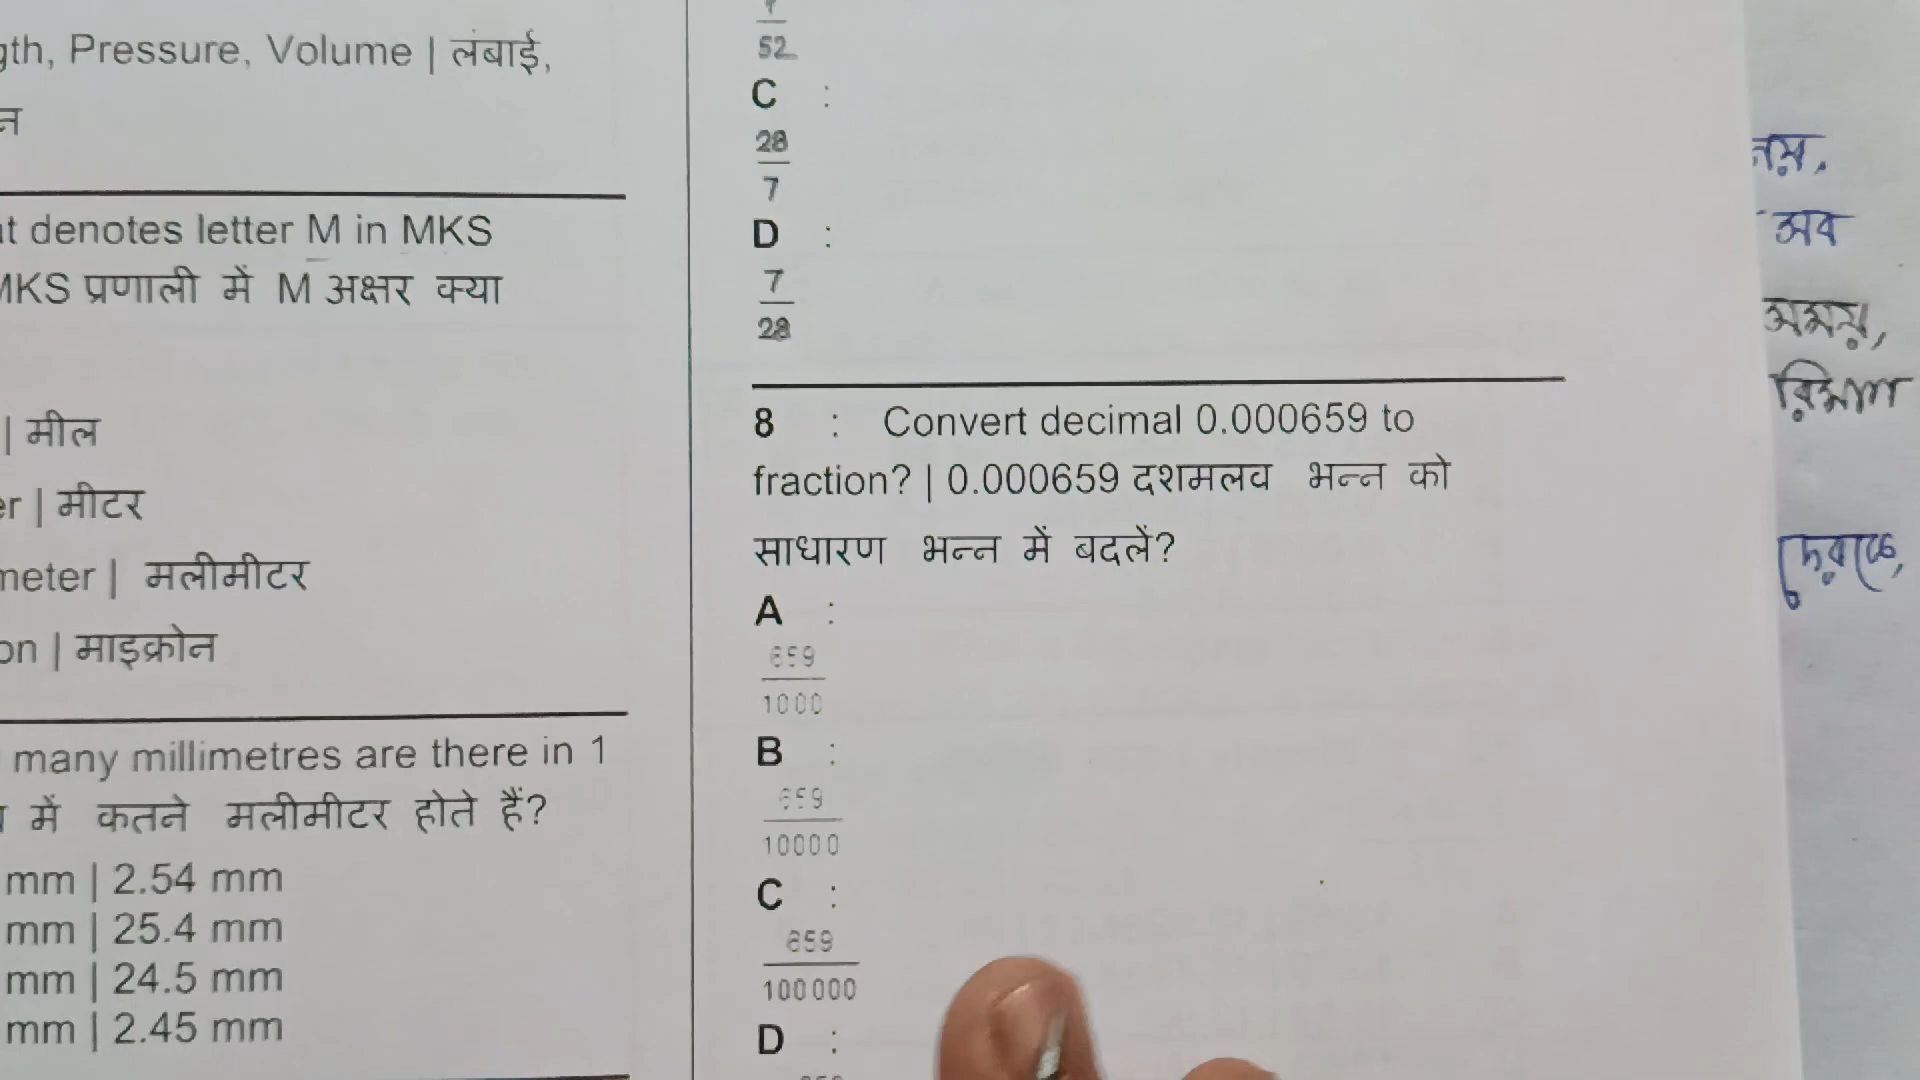 gth, Pressure, Volume | लंबाई,
न
t denotes letter M in MKS
MKS प्रणाली में M अक्षर क्या
| मील
er | मीटर
meter | मलीमीटर
on | माइक्रोन
many millimetres are there in 1
में कतने मलीमीटर होते हैं?
mm | 2.54 mm
mm | 25.4 mm
mm | 24.5 mm
mm | 2.45 mm
52
C :
28
7
D :
7
28
8 : Convert decimal 0.000659 to
fraction? | 0.000659 दशमलव भन्न को
साधारण भन्न में बदलें?
A :
659
1000
B :
659
10000
C :
659
100000
D :